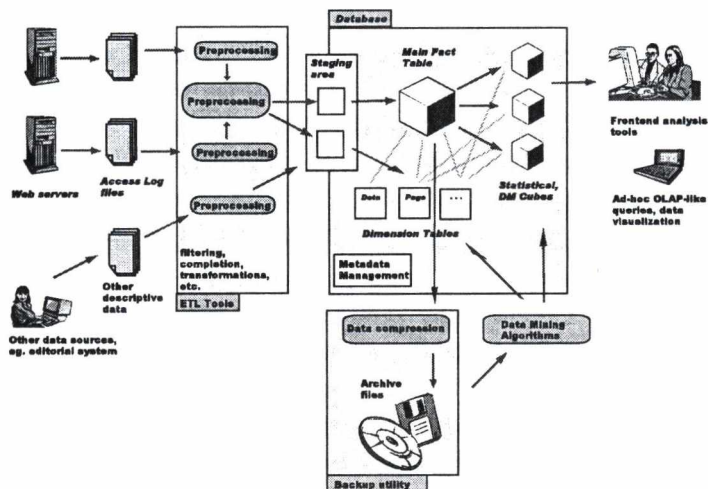 Database
Preprocessing
Preprocessing
Preprocessing
Preprocessing
Staging
area
Main Fact
Table
Web servers
Access Log
files
Other
descriptive
data
Other data sources,
eg. editorial system
filtering,
completion,
transformations,
etc.
ETL Tools
Data
Page
...
Dimension Tables
Statistical,
DM Cubes
Metadata
Management
Frontend analysis
tools
Ad-hoc OLAP-like
queries, data
visualization
Data compression
Data Mining
Algorithms
Archive
files
Backup utility